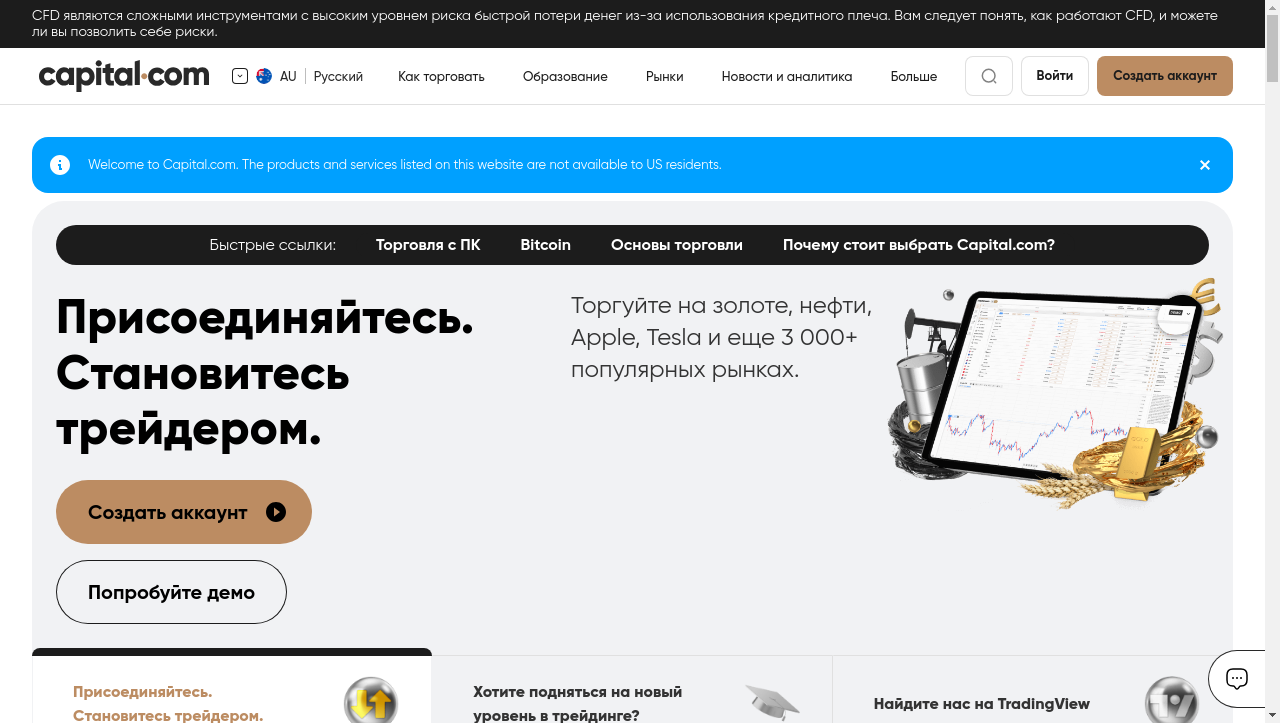 CFD являются сложными инструментами с высоким уровнем риска быстрой потери денег из-за использования кредитного плеча. Вам следует понять, как работают CFD, и можете
ли вы позволить себе риски.
capital.com AU Русский Как торговать Образование Рынки Новости и аналитика Больше Войти Создать аккаунт
Welcome to Capital.com. The products and services listed on this website are not available to US residents.
Быстрые ссылки: Торговля с ПК Bitcoin Основы торговли Почему стоит выбрать Capital.com?
Присоединяйтесь.
Становитесь
трейдером.
Торгуйте на золоте, нефти,
Apple, Tesla и еще 3 000+
популярных рынках.
Создать аккаунт
Попробуйте демо
Присоединяйтесь.
Становитесь трейдером.
Хотите подняться на новый
уровень в трейдинге?
Найдите нас на TradingView